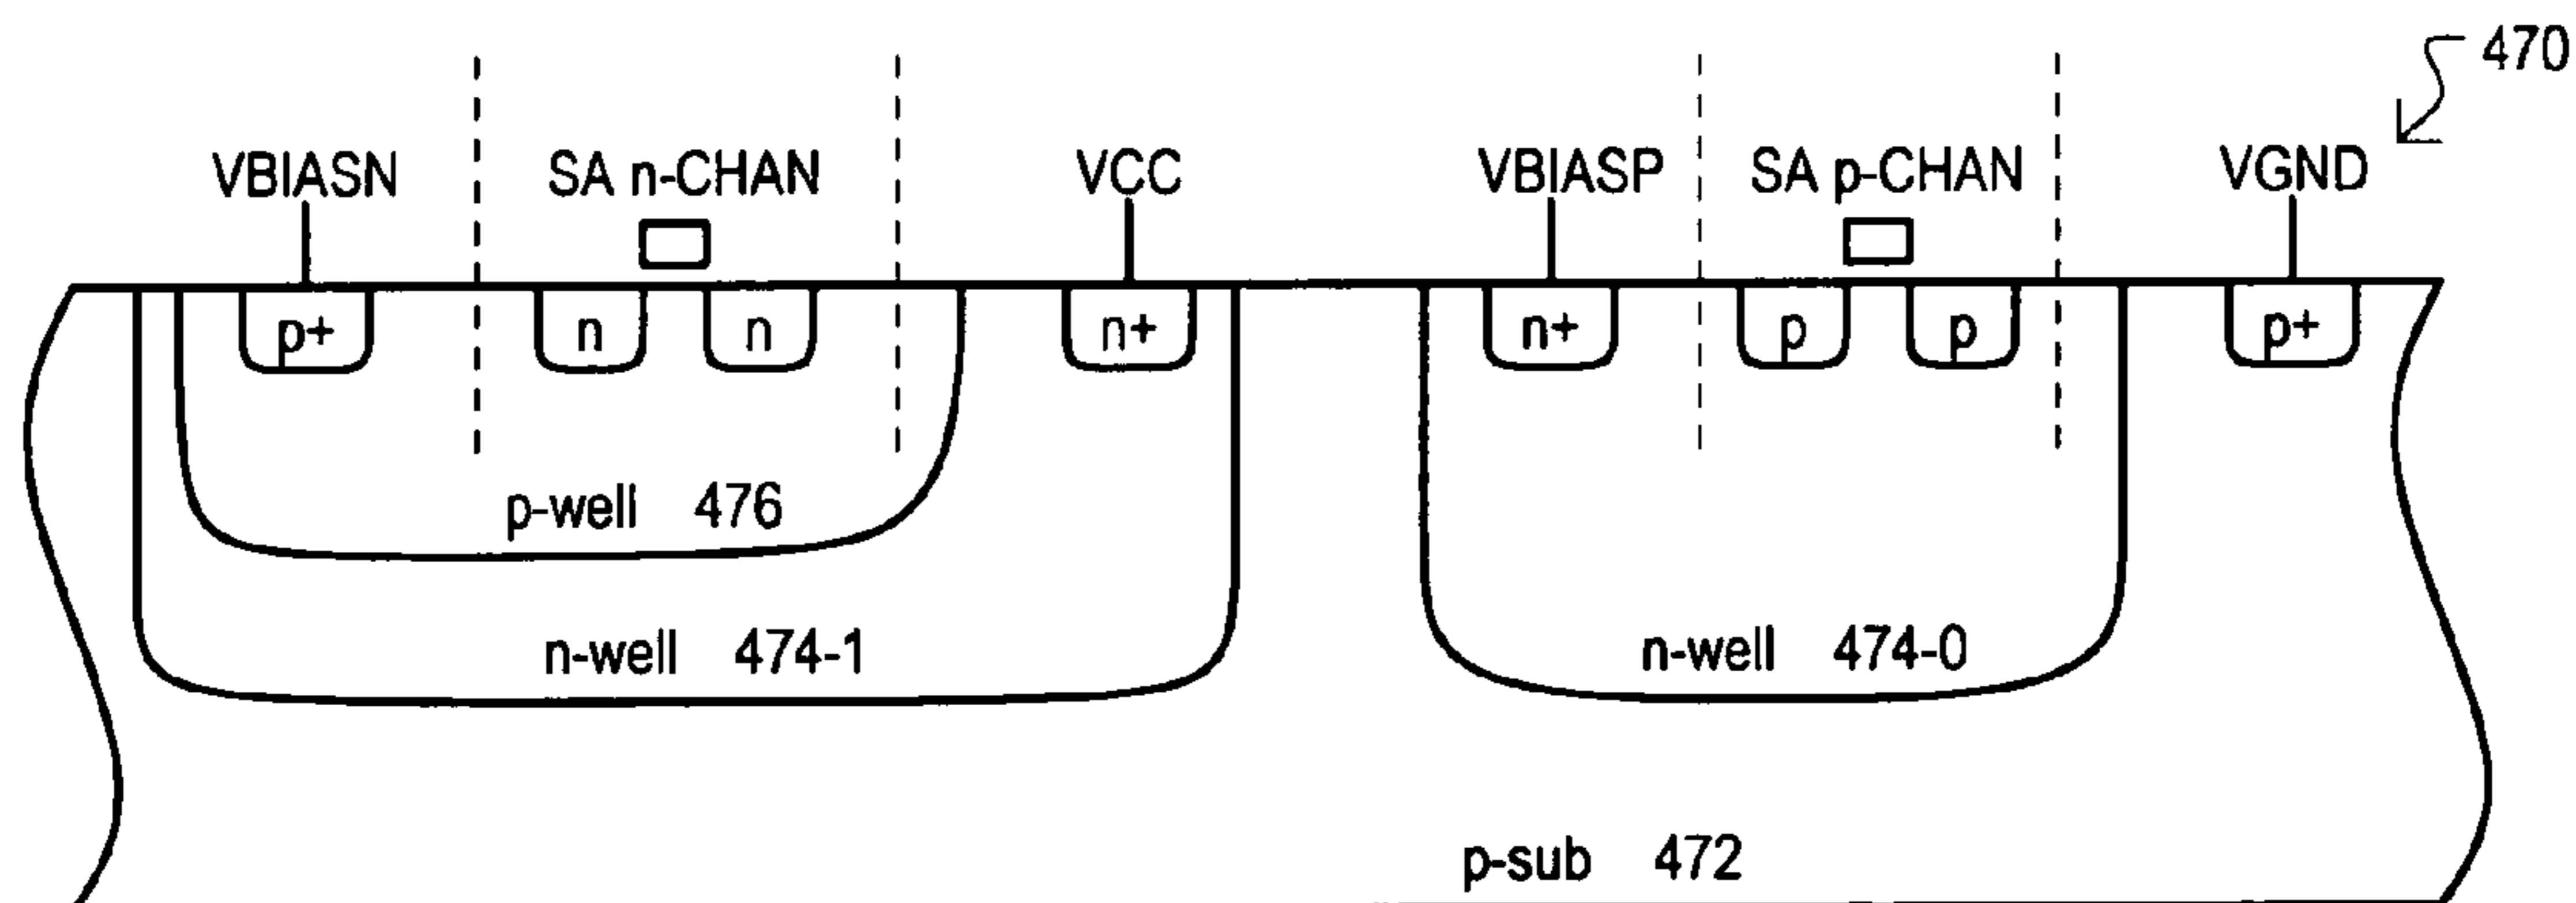 470
VBIASN SA n-CHAN VCC VBIASP SA p-CHAN VGND
p+ n n n+ n+ p p p+
p-well 476
n-well 474-1 n-well 474-0
p-sub 472